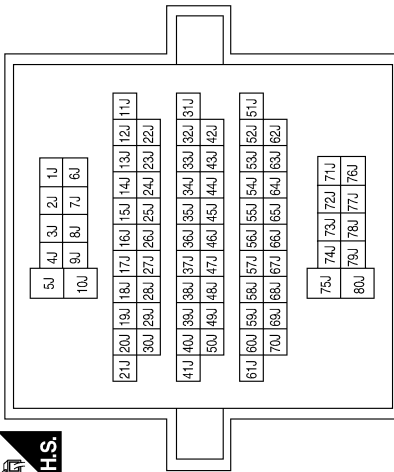 5J 4J 3J 2J 1J
10J 9J 8J 7J 6J
21J 20J 19J 18J 17J 16J 15J 14J 13J 12J 11J
30J 29J 28J 27J 26J 25J 24J 23J 22J
41J 40J 39J 38J 37J 36J 35J 34J 33J 32J 31J
50J 49J 48J 47J 46J 45J 44J 43J 42J
61J 60J 59J 58J 57J 56J 55J 54J 53J 52J 51J
70J 69J 68J 67J 66J 65J 64J 63J 62J
75J 74J 73J 72J 71J
80J 79J 78J 77J 76J
H.S.